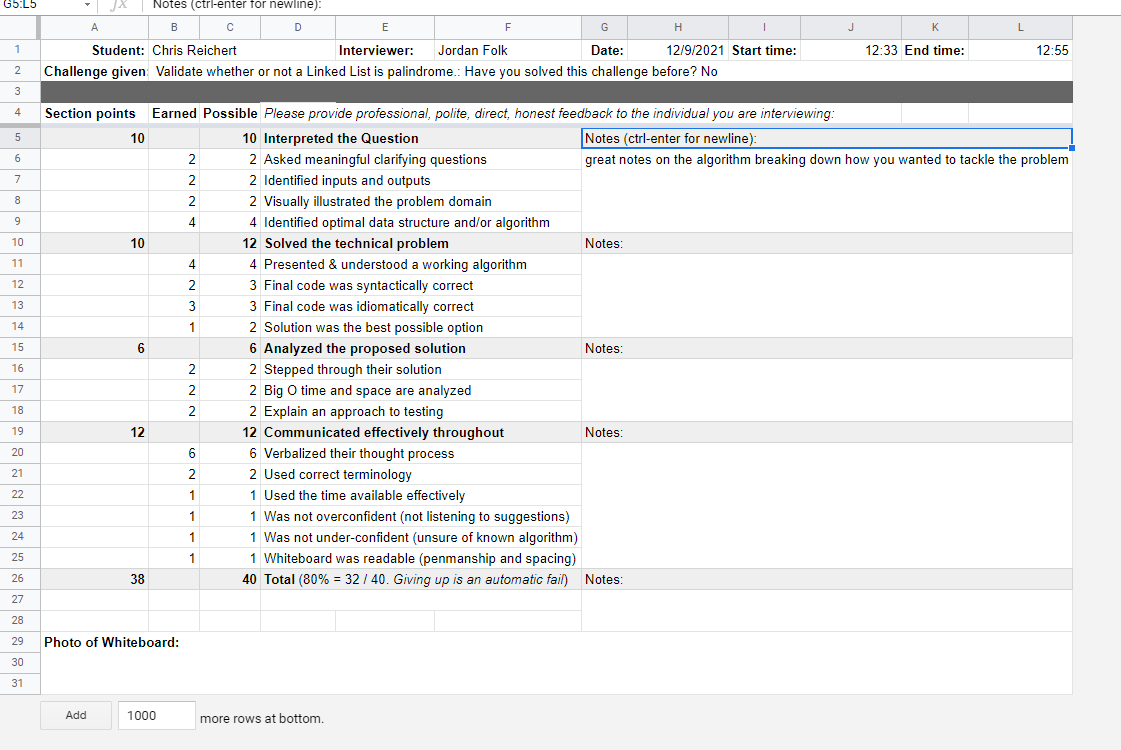 G5:L5 fx Notes (ctrl-enter for newline):
A B C D E F G H I J K L
1 Student: Chris Reichert Interviewer: Jordan Folk Date: 12/9/2021 Start time: 12:33 End time: 12:55
2 Challenge given: Validate whether or not a Linked List is palindrome.: Have you solved this challenge before? No
3
4 Section points Earned Possible Please provide professional, polite, direct, honest feedback to the individual you are interviewing:
5 10 10 Interpreted the Question Notes (ctrl-enter for newline):
6 2 2 Asked meaningful clarifying questions great notes on the algorithm breaking down how you wanted to tackle the problem
7 2 2 Identified inputs and outputs
8 2 2 Visually illustrated the problem domain
9 4 4 Identified optimal data structure and/or algorithm
10 10 12 Solved the technical problem Notes:
11 4 4 Presented & understood a working algorithm
12 2 3 Final code was syntactically correct
13 3 3 Final code was idiomatically correct
14 1 2 Solution was the best possible option
15 6 6 Analyzed the proposed solution Notes:
16 2 2 Stepped through their solution
17 2 2 Big O time and space are analyzed
18 2 2 Explain an approach to testing
19 12 12 Communicated effectively throughout Notes:
20 6 6 Verbalized their thought process
21 2 2 Used correct terminology
22 1 1 Used the time available effectively
23 1 1 Was not overconfident (not listening to suggestions)
24 1 1 Was not under-confident (unsure of known algorithm)
25 1 1 Whiteboard was readable (penmanship and spacing)
26 38 40 Total (80% = 32 / 40. Giving up is an automatic fail) Notes:
27
28
29 Photo of Whiteboard:
30
31
Add 1000 more rows at bottom.